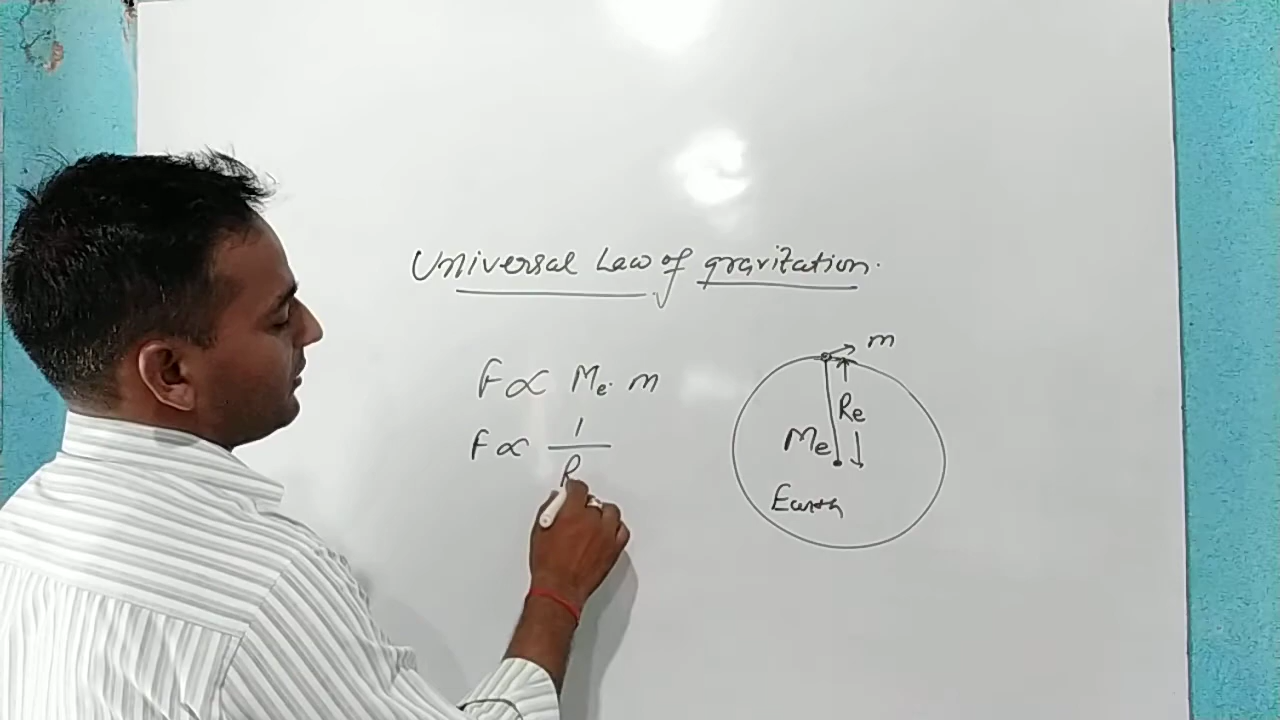 Universal Law of gravitation.
F ∝ Me. m
F ∝ 1/R
m
Re
Me
Earth